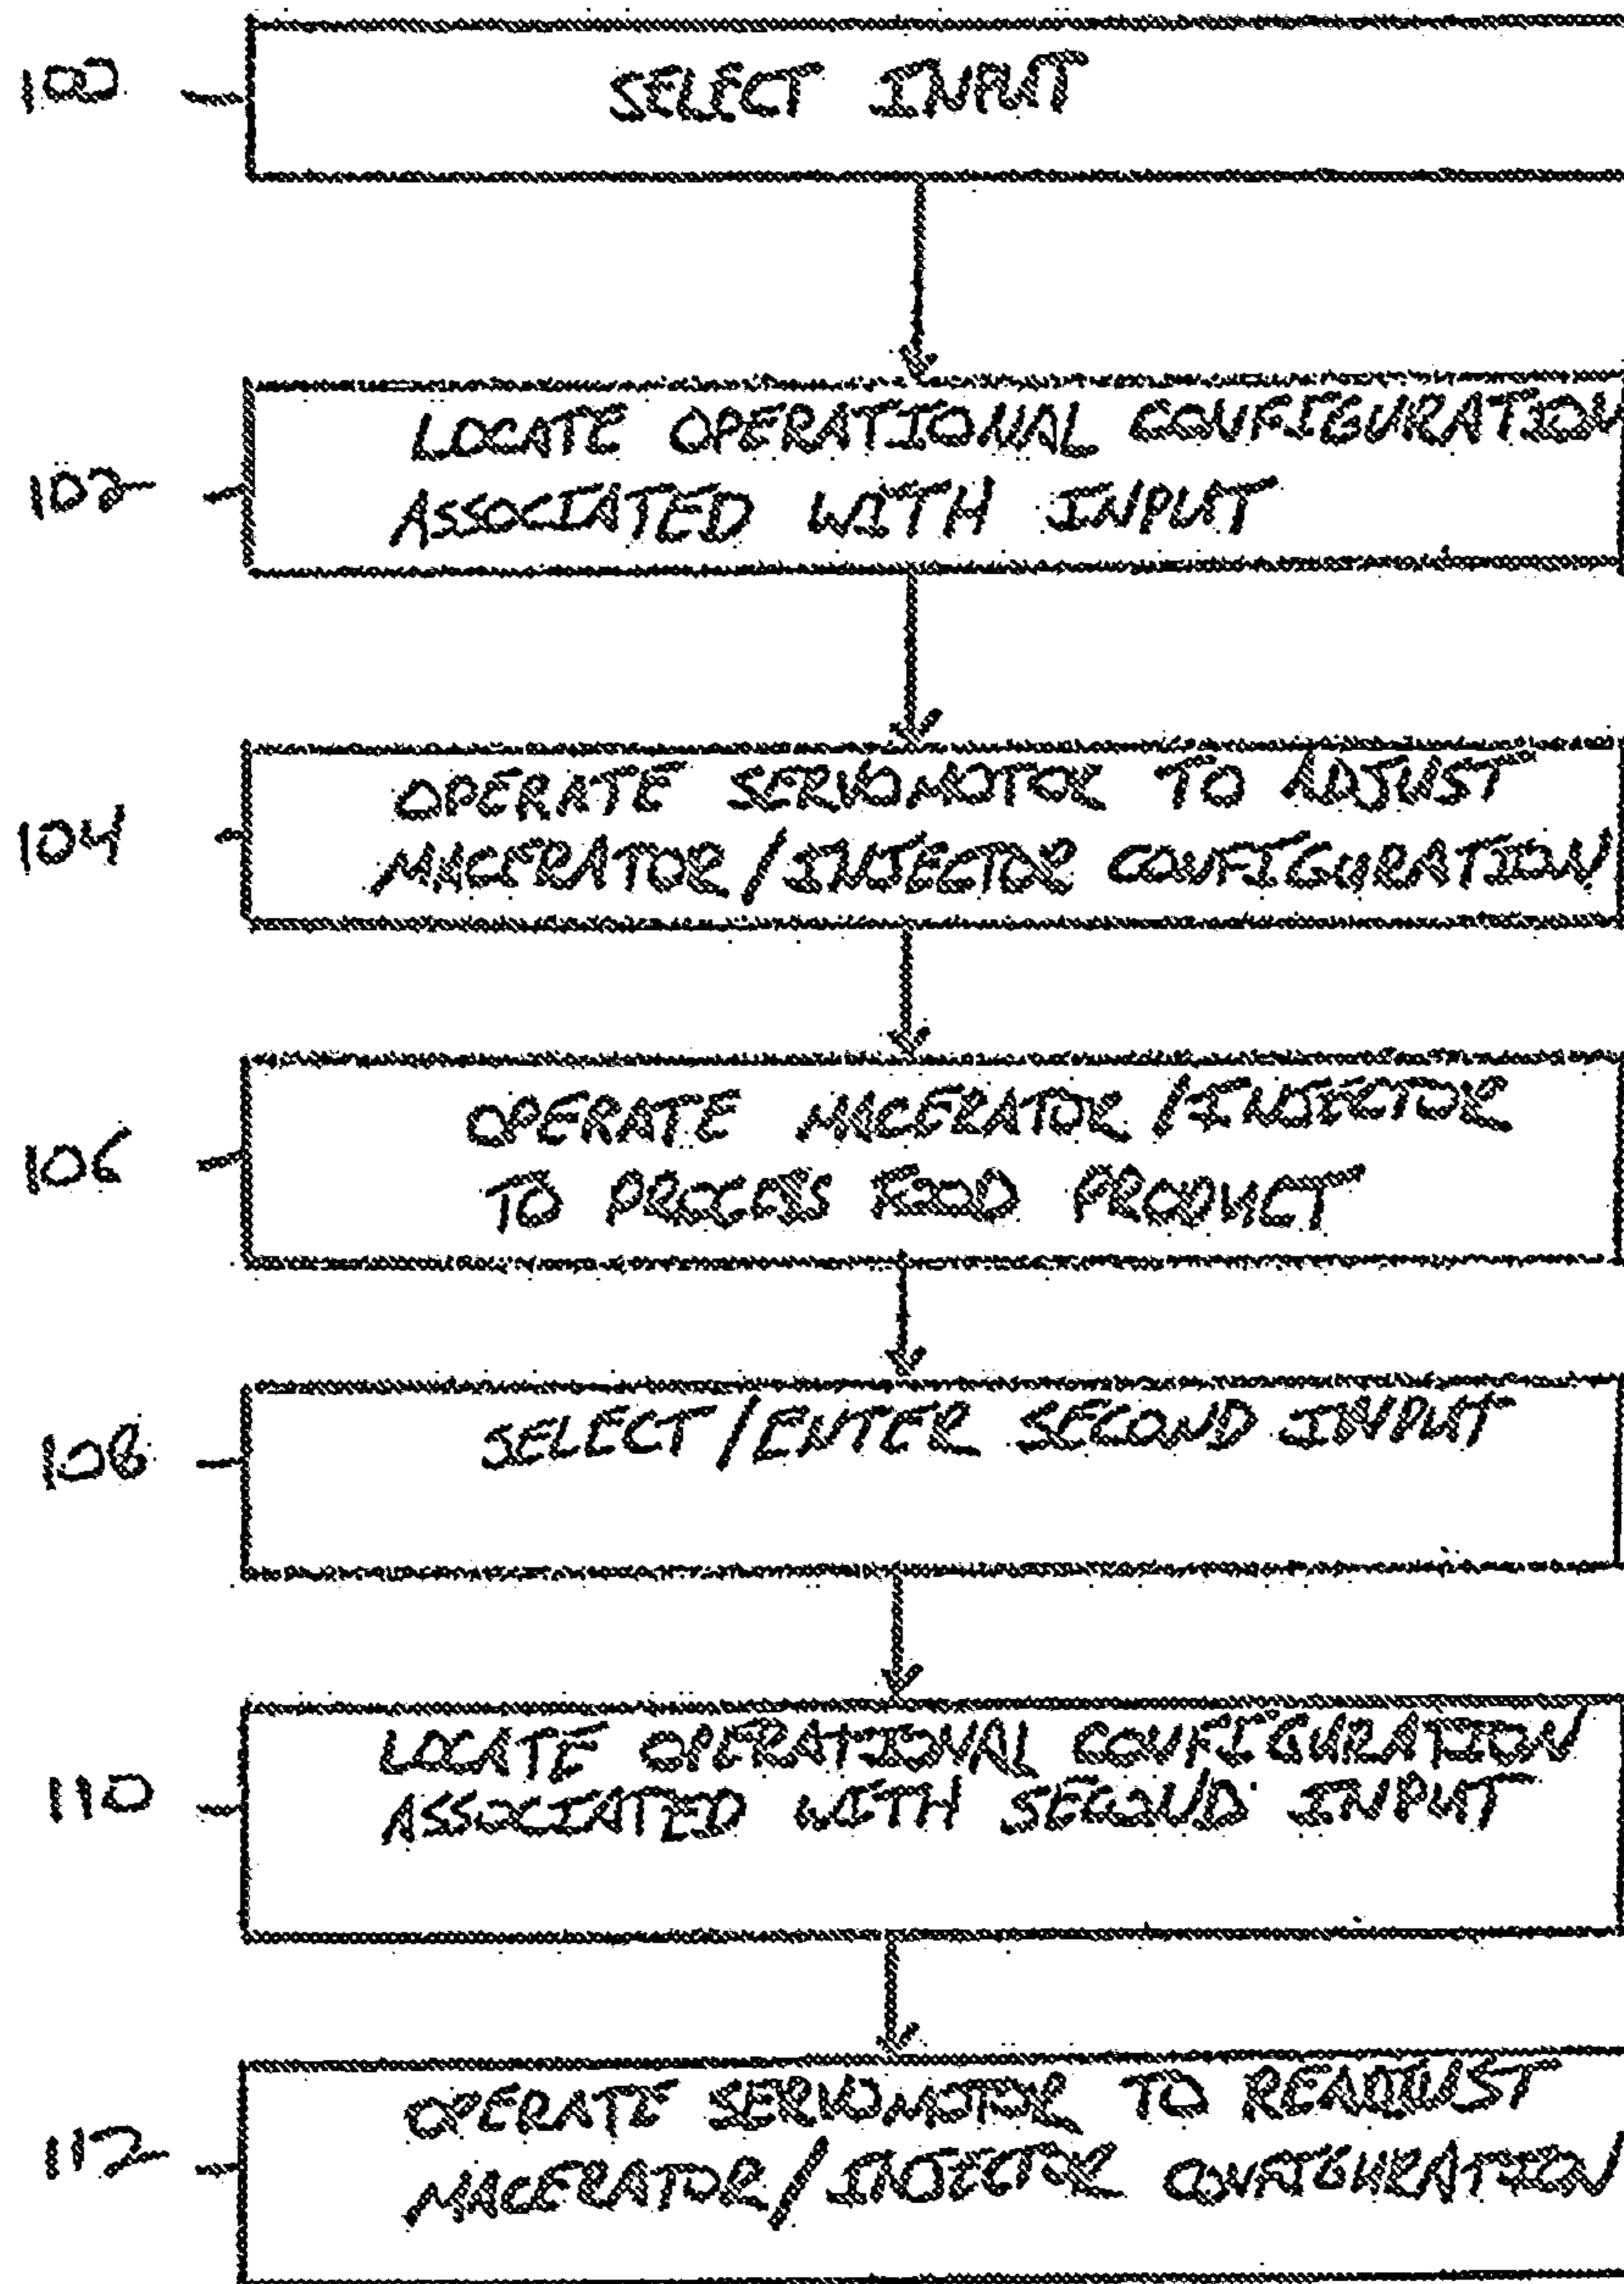 100
SELECT INPUT
102
LOCATE OPERATIONAL CONFIGURATION
ASSOCIATED WITH INPUT
104
OPERATE SERVOMOTOR TO ADJUST
MACERATOR/INJECTOR CONFIGURATION
106
OPERATE MACERATOR/INJECTOR
TO PROCESS FOOD PRODUCT
108
SELECT/ENTER SECOND INPUT
110
LOCATE OPERATIONAL CONFIGURATION
ASSOCIATED WITH SECOND INPUT
112
OPERATE SERVOMOTOR TO READJUST
MACERATOR/INJECTOR CONFIGURATION